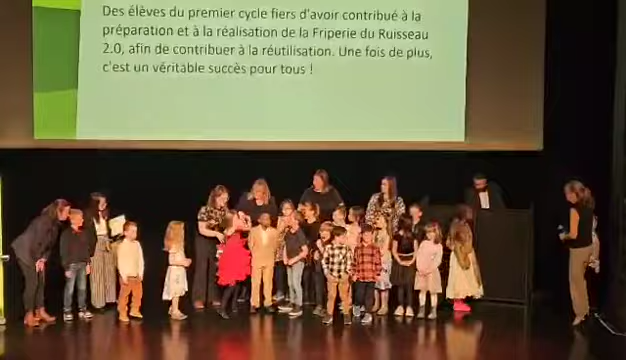 Des élèves du premier cycle fiers d'avoir contribué à la
préparation et à la réalisation de la Friperie du Ruisseau
2.0, afin de contribuer à la réutilisation. Une fois de plus,
c'est un véritable succès pour tous !